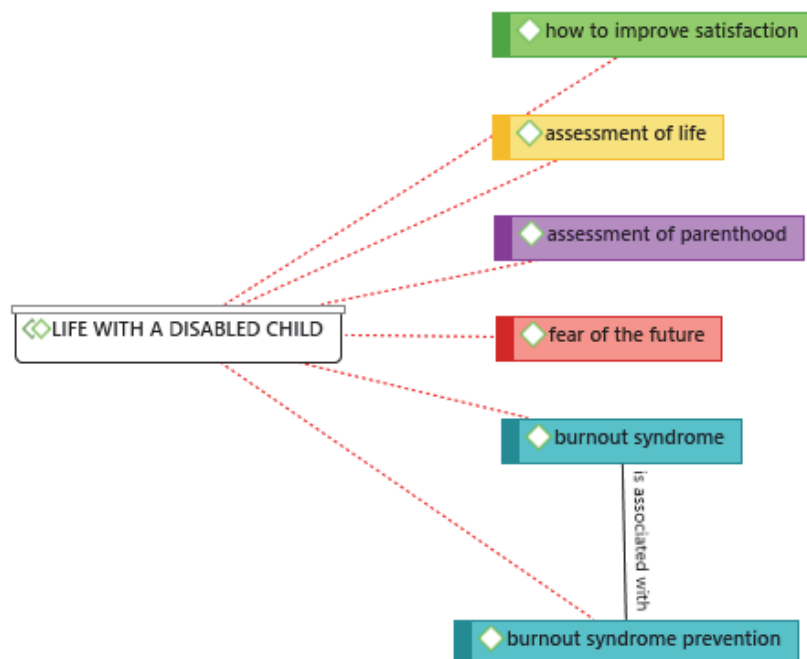 how to improve satisfaction
assessment of life
assessment of parenthood
LIFE WITH A DISABLED CHILD
fear of the future
burnout syndrome
is associated with
burnout syndrome prevention